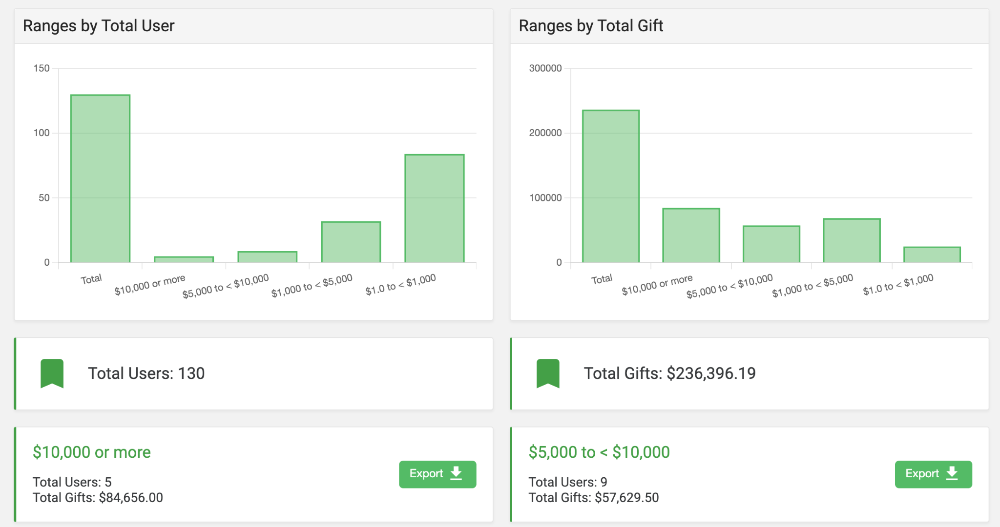 Ranges by Total User
150
100
50
0
Total
$10,000 or more
$5,000 to < $10,000
$1,000 to < $5,000
$1.0 to < $1,000
Ranges by Total Gift
300000
200000
100000
0
Total
$10,000 or more
$5,000 to < $10,000
$1,000 to < $5,000
$1.0 to < $1,000
Total Users: 130
Total Gifts: $236,396.19
$10,000 or more
Total Users: 5
Total Gifts: $84,656.00
Export
$5,000 to < $10,000
Total Users: 9
Total Gifts: $57,629.50
Export